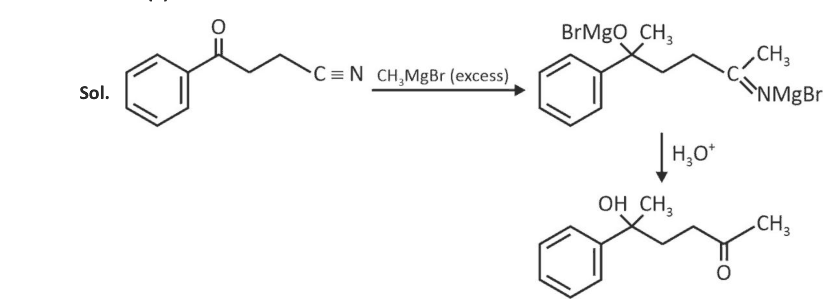 O
BrMgO CH₃
CH₃
Sol.
C≡N CH₃MgBr (excess)
C
NMgBr
H₃O⁺
OH CH₃
CH₃
O